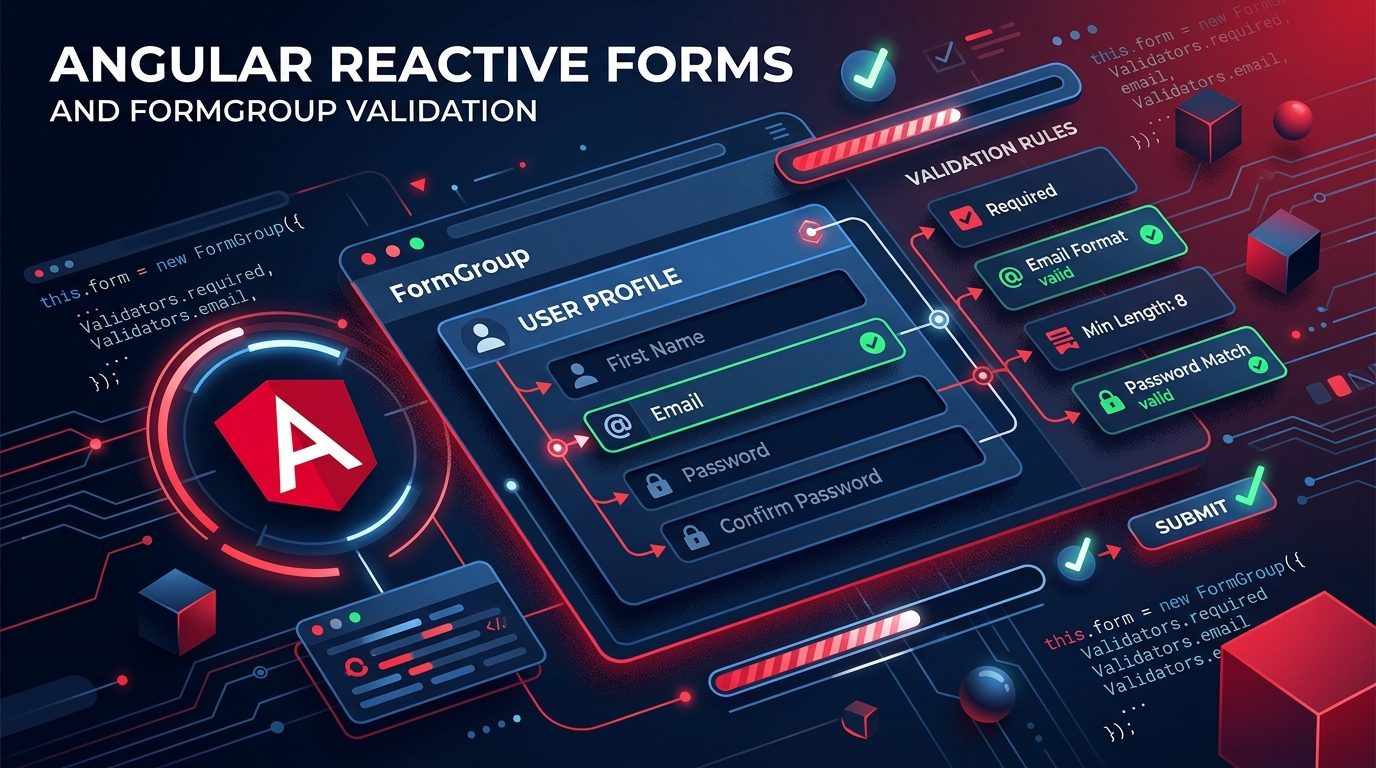 ANGULAR REACTIVE FORMS
AND FORMGROUP VALIDATION
this.form = new FormGroup({
...
Validators.required,
Validators.email,
...
});
A
FormGroup
USER PROFILE
First Name
@ Email
Password
Confirm Password
</>
this.form = new FormGroup({
Validators.required,
email,
Validators.email,
...
});
VALIDATION RULES
Required
@ Email Format
valid
Min Length: 8
Password Match
valid
SUBMIT
this.form = new FormGroup({
Validators.required
Validators.email
Validators.e
...
});